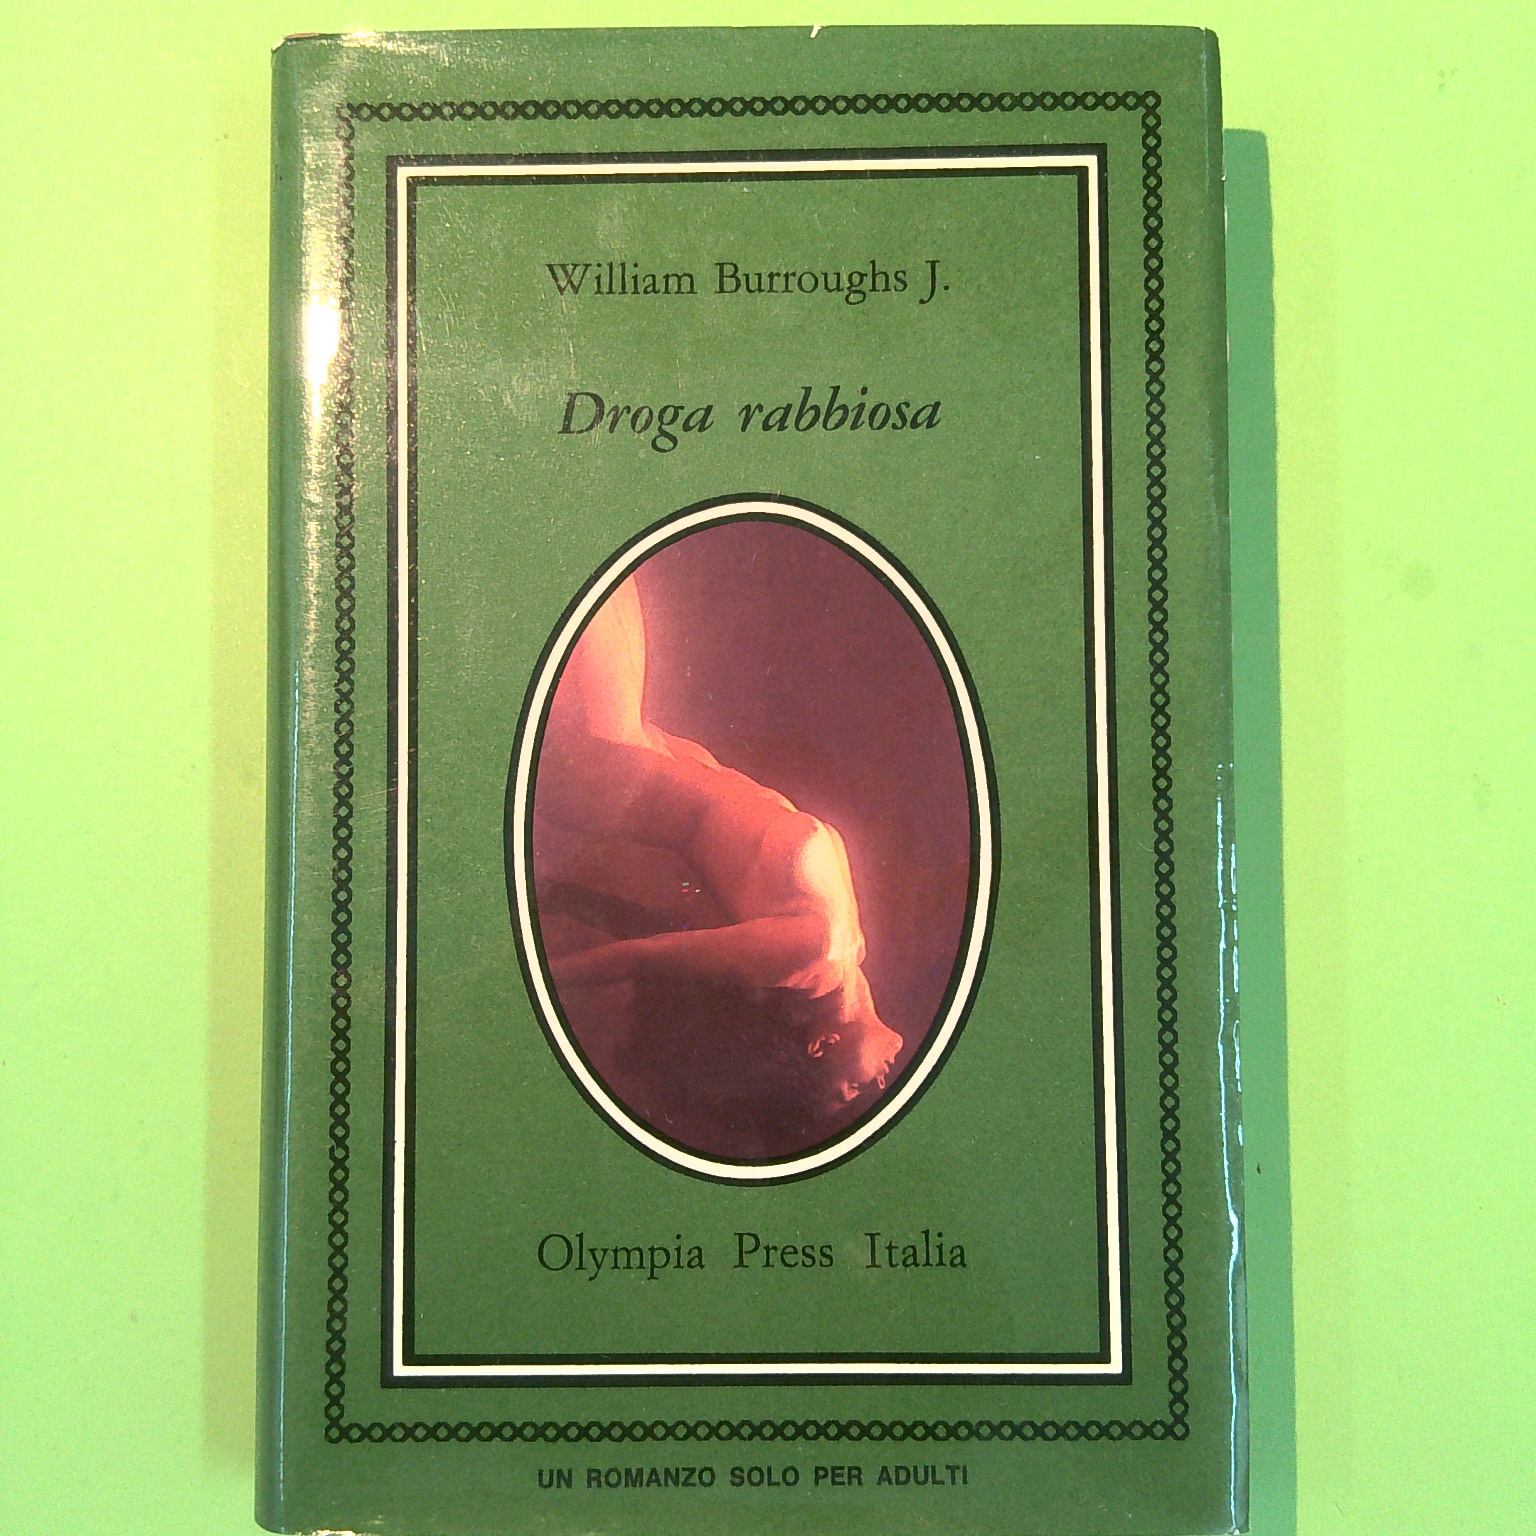 William Burroughs J.
Droga rabbiosa
Olympia Press Italia
UN ROMANZO SOLO PER ADULTI